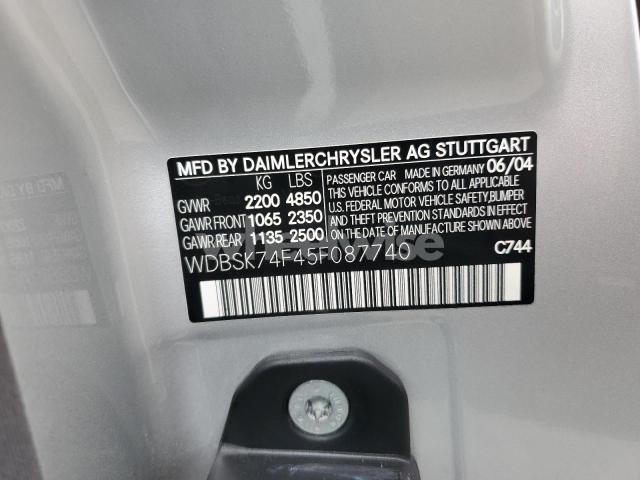 MFD BY DAIMLERCHRYSLER AG STUTTGART
KG LBS
GVWR 2200 4850
GAWR FRONT 1065 2350
GAWR REAR 1135 2500
PASSENGER CAR MADE IN GERMANY 06/04
THIS VEHICLE CONFORMS TO ALL APPLICABLE
U.S. FEDERAL MOTOR VEHICLE SAFETY,BUMPER
AND THEFT PREVENTION STANDARDS IN EFFECT
ON THE DATE OF MANUFACTURE SHOWN ABOVE.
WDBSK74F45F087740
C744